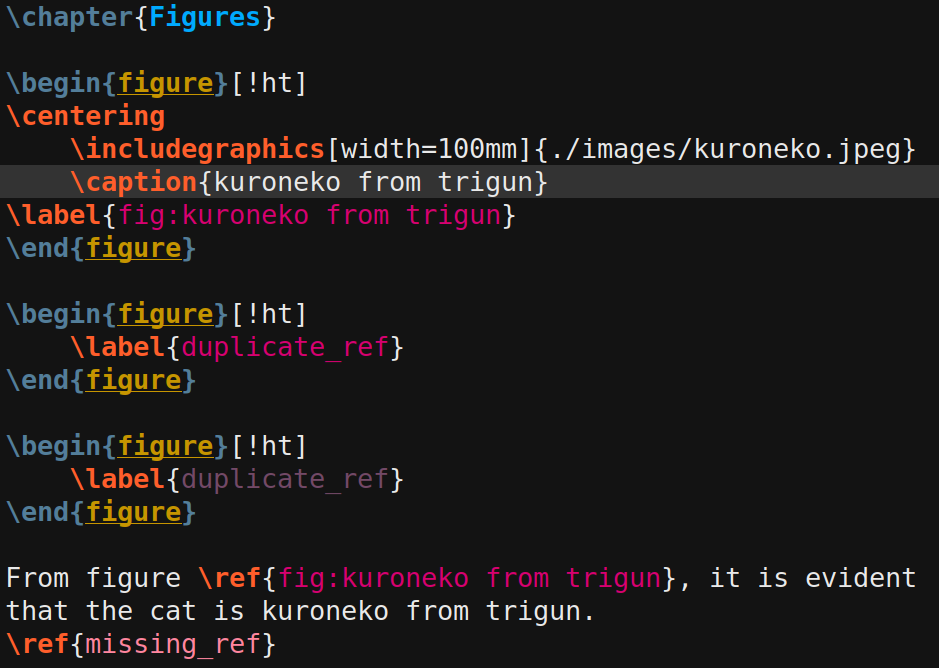 \chapter{Figures}
\begin{figure}[!ht]
\centering
\includegraphics[width=100mm]{./images/kuroneko.jpeg}
\caption{kuroneko from trigun}
\label{fig:kuroneko from trigun}
\end{figure}
\begin{figure}[!ht]
\label{duplicate_ref}
\end{figure}
\begin{figure}[!ht]
\label{duplicate_ref}
\end{figure}
From figure \ref{fig:kuroneko from trigun}, it is evident
that the cat is kuroneko from trigun.
\ref{missing_ref}